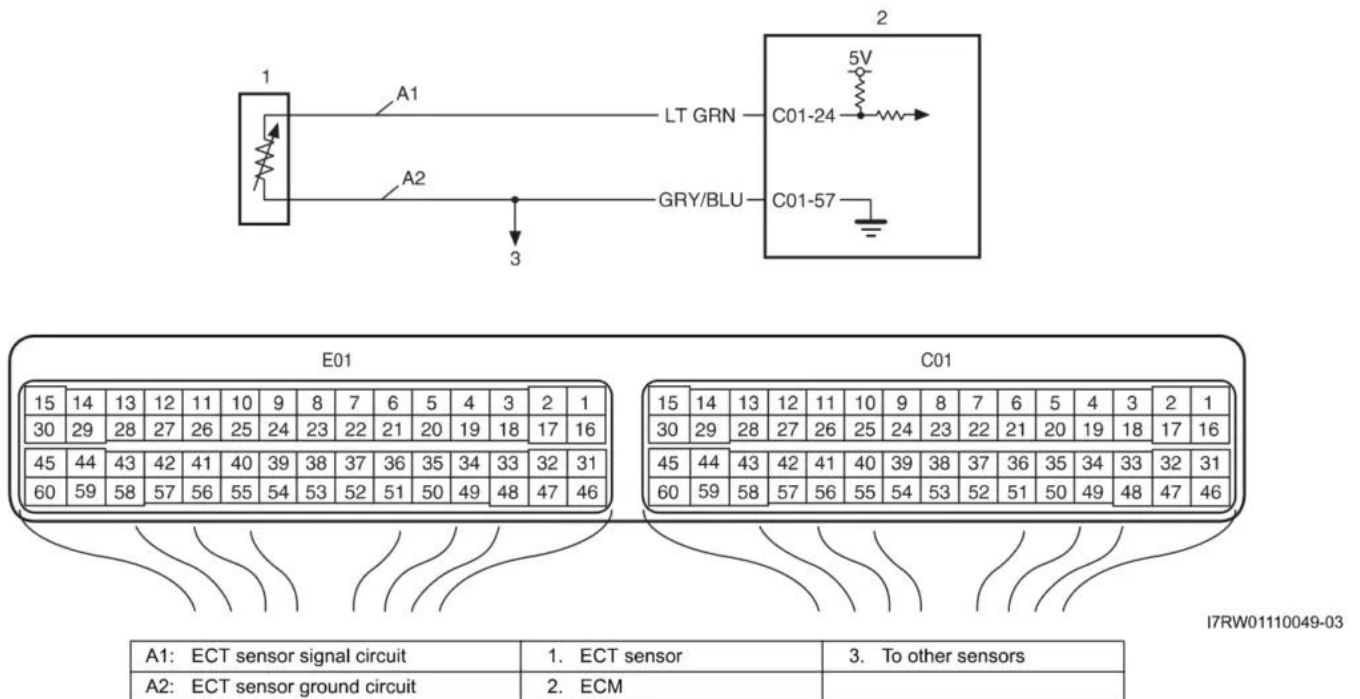 2
5V
1
A1
LT GRN
C01-24
A2
GRY/BLU
C01-57
3
E01 C01
15 14 13 12 11 10 9 8 7 6 5 4 3 2 1 15 14 13 12 11 10 9 8 7 6 5 4 3 2 1
30 29 28 27 26 25 24 23 22 21 20 19 18 17 16 30 29 28 27 26 25 24 23 22 21 20 19 18 17 16
45 44 43 42 41 40 39 38 37 36 35 34 33 32 31 45 44 43 42 41 40 39 38 37 36 35 34 33 32 31
60 59 58 57 56 55 54 53 52 51 50 49 48 47 46 60 59 58 57 56 55 54 53 52 51 50 49 48 47 46
I7RW01110049-03
A1: ECT sensor signal circuit 1. ECT sensor 3. To other sensors
A2: ECT sensor ground circuit 2. ECM